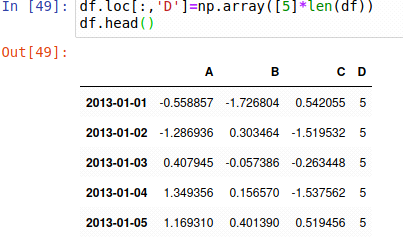 In [49]: df.loc[:,'D']=np.array([5]*len(df))
df.head()
Out[49]:
A B C D
2013-01-01 -0.558857 -1.726804 0.542055 5
2013-01-02 -1.286936 0.303464 -1.519532 5
2013-01-03 0.407945 -0.057386 -0.263448 5
2013-01-04 1.349356 0.156570 -1.537562 5
2013-01-05 1.169310 0.401390 0.519456 5